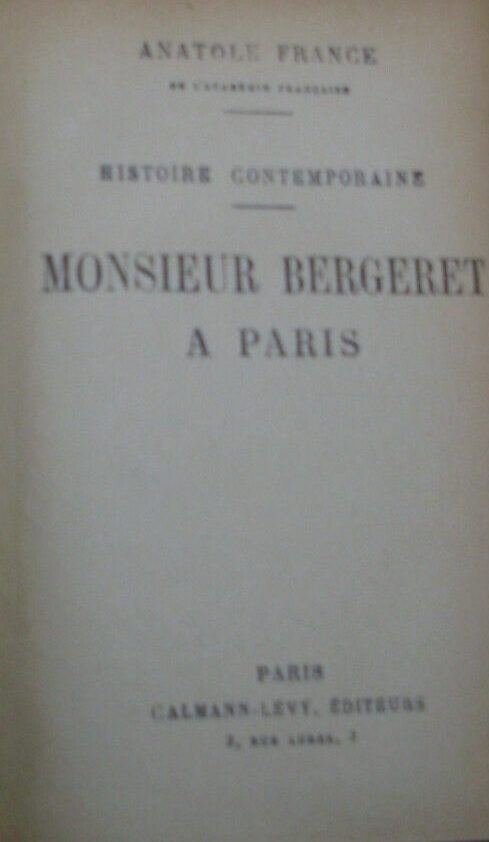 ANATOLE FRANCE
DE L'ACADÉMIE FRANÇAISE
HISTOIRE CONTEMPORAINE
MONSIEUR BERGERET
A PARIS
PARIS
CALMANN-LÉVY, ÉDITEURS
3, RUE AUBER, 3